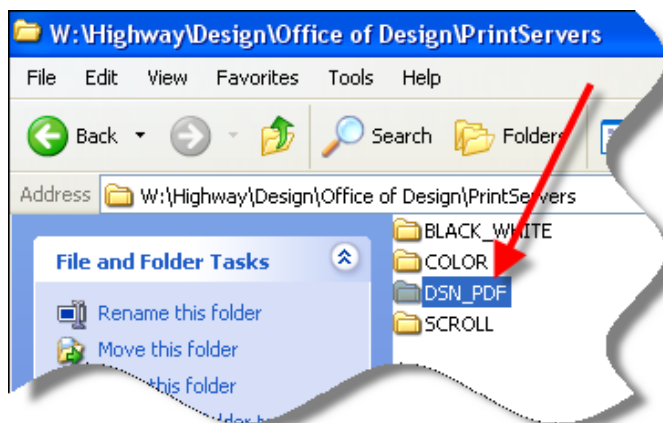 W:\Highway\Design\Office of Design\PrintServers
File Edit View Favorites Tools Help
Back Search Folders
Address W:\Highway\Design\Office of Design\PrintServers
File and Folder Tasks
Rename this folder
Move this folder
this folder
BLACK_WHITE
COLOR
DSN_PDF
SCROLL